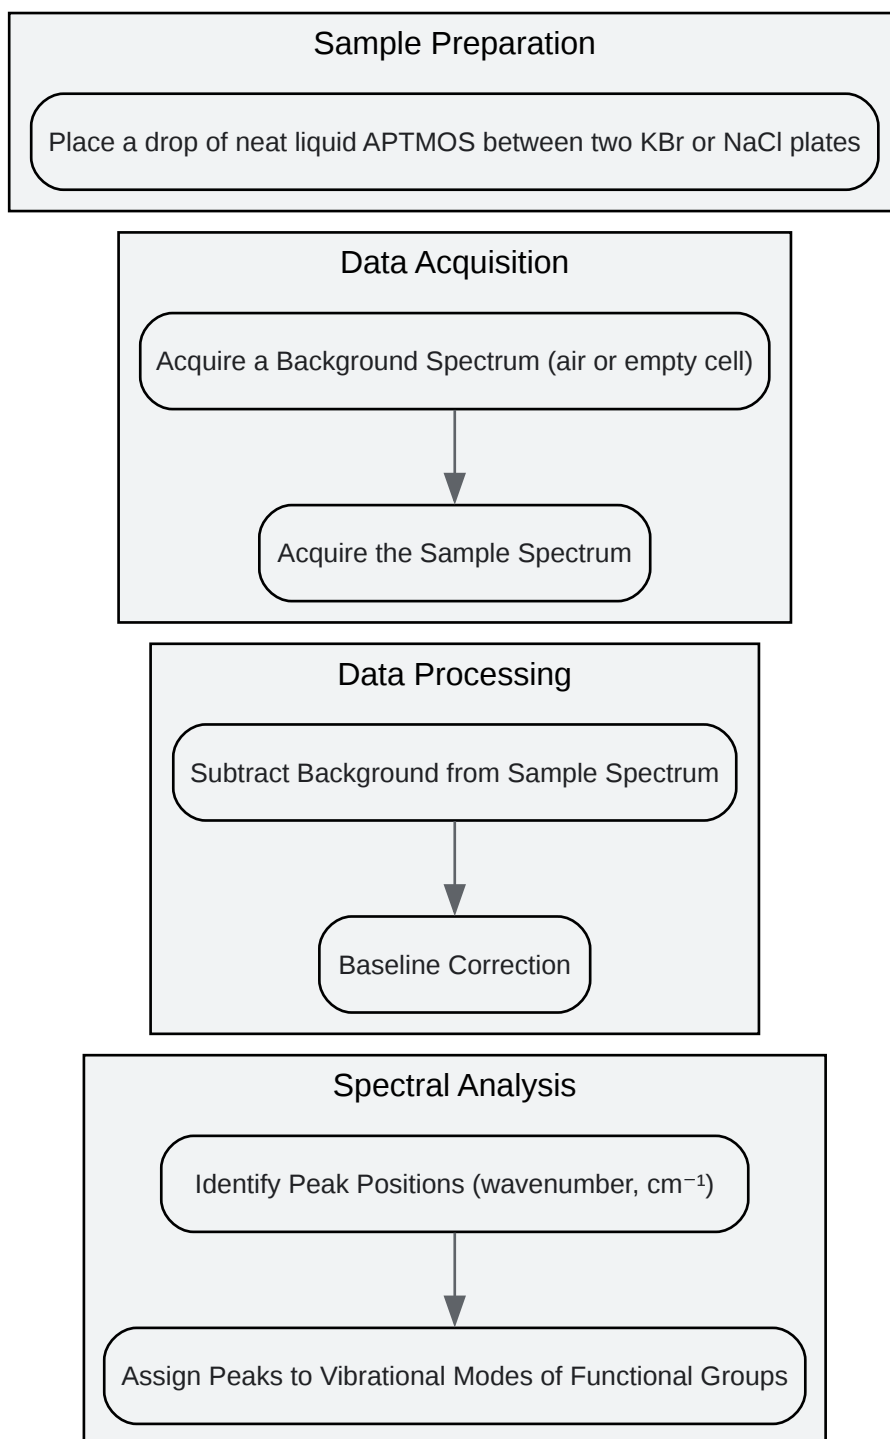 Sample Preparation
Place a drop of neat liquid APTMOS between two KBr or NaCl plates
Data Acquisition
Acquire a Background Spectrum (air or empty cell)
Acquire the Sample Spectrum
Data Processing
Subtract Background from Sample Spectrum
Baseline Correction
Spectral Analysis
Identify Peak Positions (wavenumber, cm⁻¹)
Assign Peaks to Vibrational Modes of Functional Groups